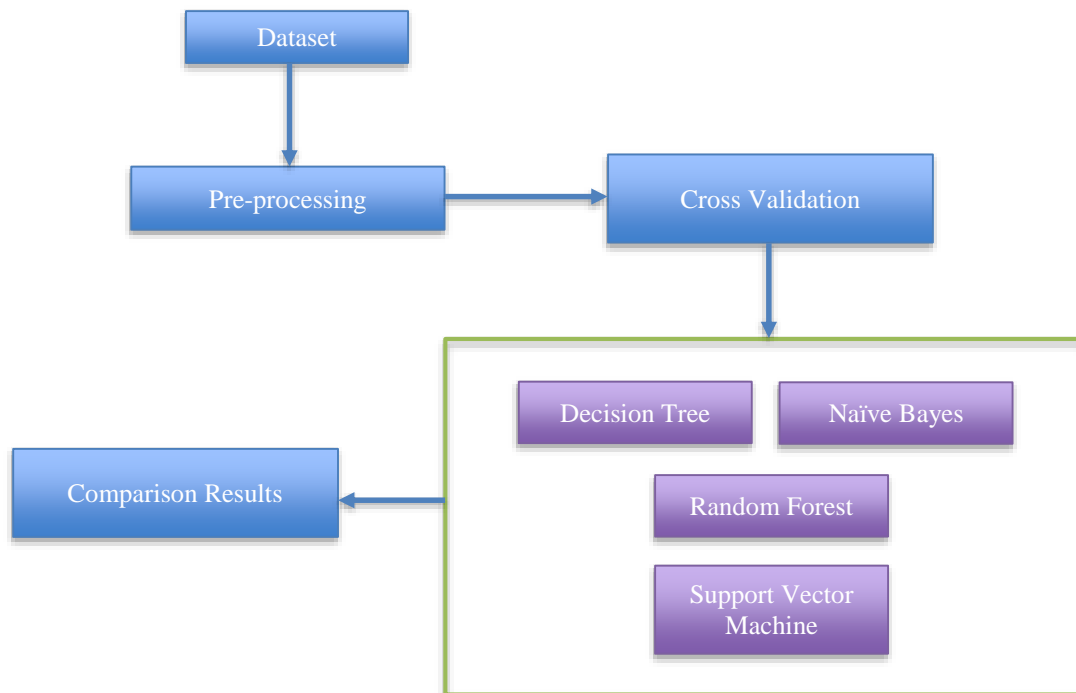 Dataset
Pre-processing
Cross Validation
Decision Tree
Naïve Bayes
Comparison Results
Random Forest
Support Vector
Machine